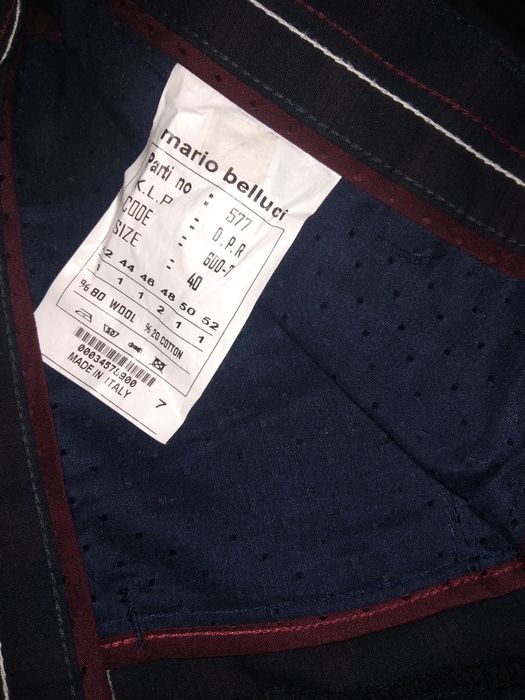 mario belluci
Parti no : 577
K.L.P : D.P.R
CODE : 600-7
SIZE : 40
42 44 46 48 50 52
1 1 1 2 1 1
% 80 WOOL % 20 COTTON
MADE IN ITALY
7